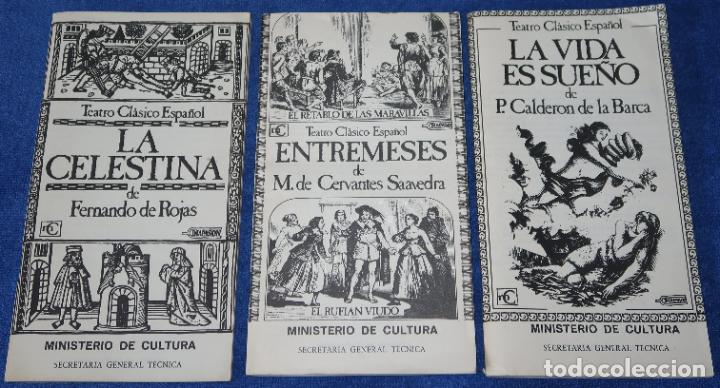 Teatro Clásico Español
LA
CELESTINA
de
Fernando de Rojas
MINISTERIO DE CULTURA
SECRETARIA GENERAL TECNICA
EL RETABLO DE LAS MARAVILLAS
Teatro Clásico Español
ENTREMESES
de
M. de Cervantes Saavedra
EL RUFIAN VIUDO
MINISTERIO DE CULTURA
SECRETARIA GENERAL TECNICA
Teatro Clásico Español
LA VIDA
ES SUEÑO
de
P. Calderon de la Barca
MINISTERIO DE CULTURA
SECRETARIA GENERAL TECNICA
todocoleccion